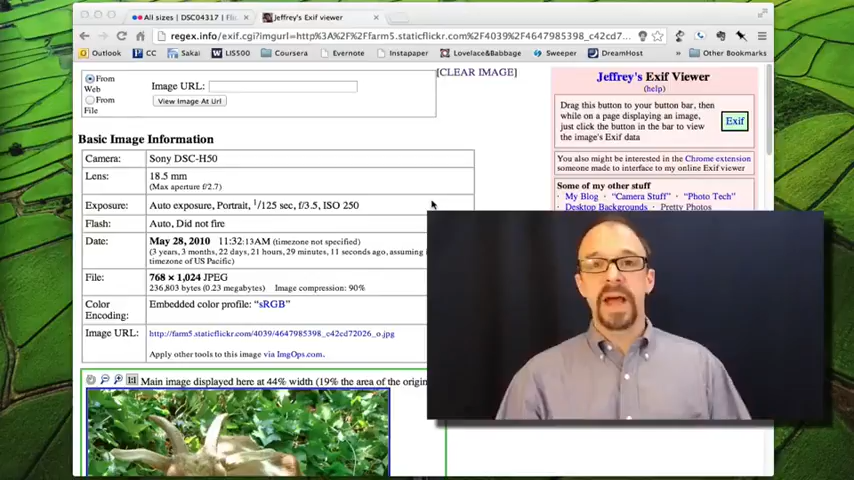 All sizes | DSC04317 | Fl
Jeffrey's Exif viewer
regex.info/exif.cgi?imgurl=http%3A%2F%2Ffarm5.staticflickr.com%2F4039%2F4647985398_c42cd7...
Outlook CC Sakai LIS500 Coursera Evernote Instapaper Lovelace&Babbage Sweeper DreamHost Other Bookmarks
From Web
From File
Image URL:
View Image At Url
[CLEAR IMAGE]
Jeffrey's Exif Viewer
(help)
Drag this button to your button bar, then
while on a page displaying an image,
just click the button in the bar to view
the image's Exif data
Exif
You also might be interested in the Chrome extension
someone made to interface to my online Exif viewer
Some of my other stuff
· My Blog · "Camera Stuff" · "Photo Tech"
Desktop Backgrounds · Pretty Photos
Basic Image Information
Camera: Sony DSC-H50
Lens: 18.5 mm
(Max aperture f/2.7)
Exposure: Auto exposure, Portrait, 1/125 sec, f/3.5, ISO 250
Flash: Auto, Did not fire
Date: May 28, 2010 11:32:13AM (timezone not specified)
(3 years, 3 months, 22 days, 21 hours, 29 minutes, 11 seconds ago, assuming
timezone of US Pacific)
File: 768 × 1,024 JPEG
236,803 bytes (0.23 megabytes) Image compression: 90%
Color Encoding: Embedded color profile: "sRGB"
Image URL: http://farm5.staticflickr.com/4039/4647985398_c42cd72026_o.jpg
Apply other tools to this image via ImgOps.com.
1:1 Main image displayed here at 44% width (19% the area of the origin